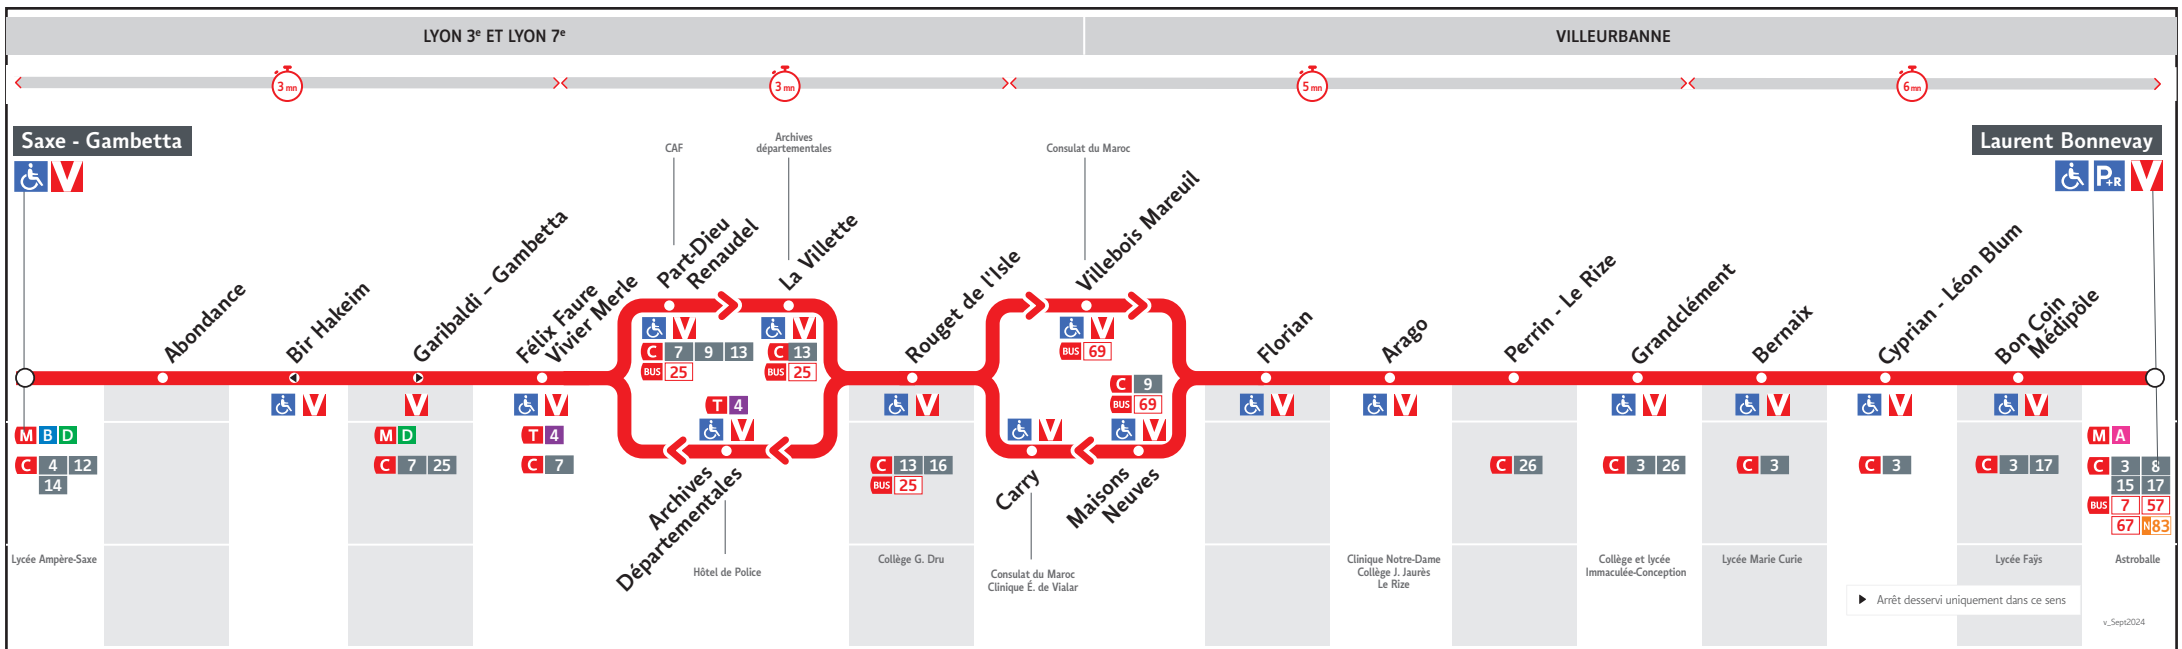 LYON 3e ET LYON 7e
VILLEURBANNE
3 mn
3 mn
5 mn
6 mn
Saxe - Gambetta
Laurent Bonnevay
P+R
CAF
Archives
départementales
Consulat du Maroc
Abondance
Bir Hakeim
Garibaldi – Gambetta
Félix Faure
Vivier Merle
Part-Dieu
Renaudel
La Villette
Rouget de l'Isle
Villebois Mareuil
Florian
Arago
Perrin - Le Rize
Grandclément
Bernaix
Cyprian - Léon Blum
Bon Coin
Médipôle
C 7 9 13
BUS 25
C 13
BUS 25
BUS 69
T 4
C 9
BUS 69
M B D
C 4 12
14
M D
C 7 25
T 4
C 7
C 13 16
BUS 25
C 26
C 3 26
C 3
C 3
C 3 17
M A
C 3 8
15 17
BUS 7 57
67 N83
Archives
Départementales
Carry
Maisons
Neuves
Lycée Ampère-Saxe
Hôtel de Police
Collège G. Dru
Consulat du Maroc
Clinique É. de Vialar
Clinique Notre-Dame
Collège J. Jaurès
Le Rize
Collège et lycée
Immaculée-Conception
Lycée Marie Curie
Lycée Faÿs
Astroballe
Arrêt desservi uniquement dans ce sens
v_Sept2024